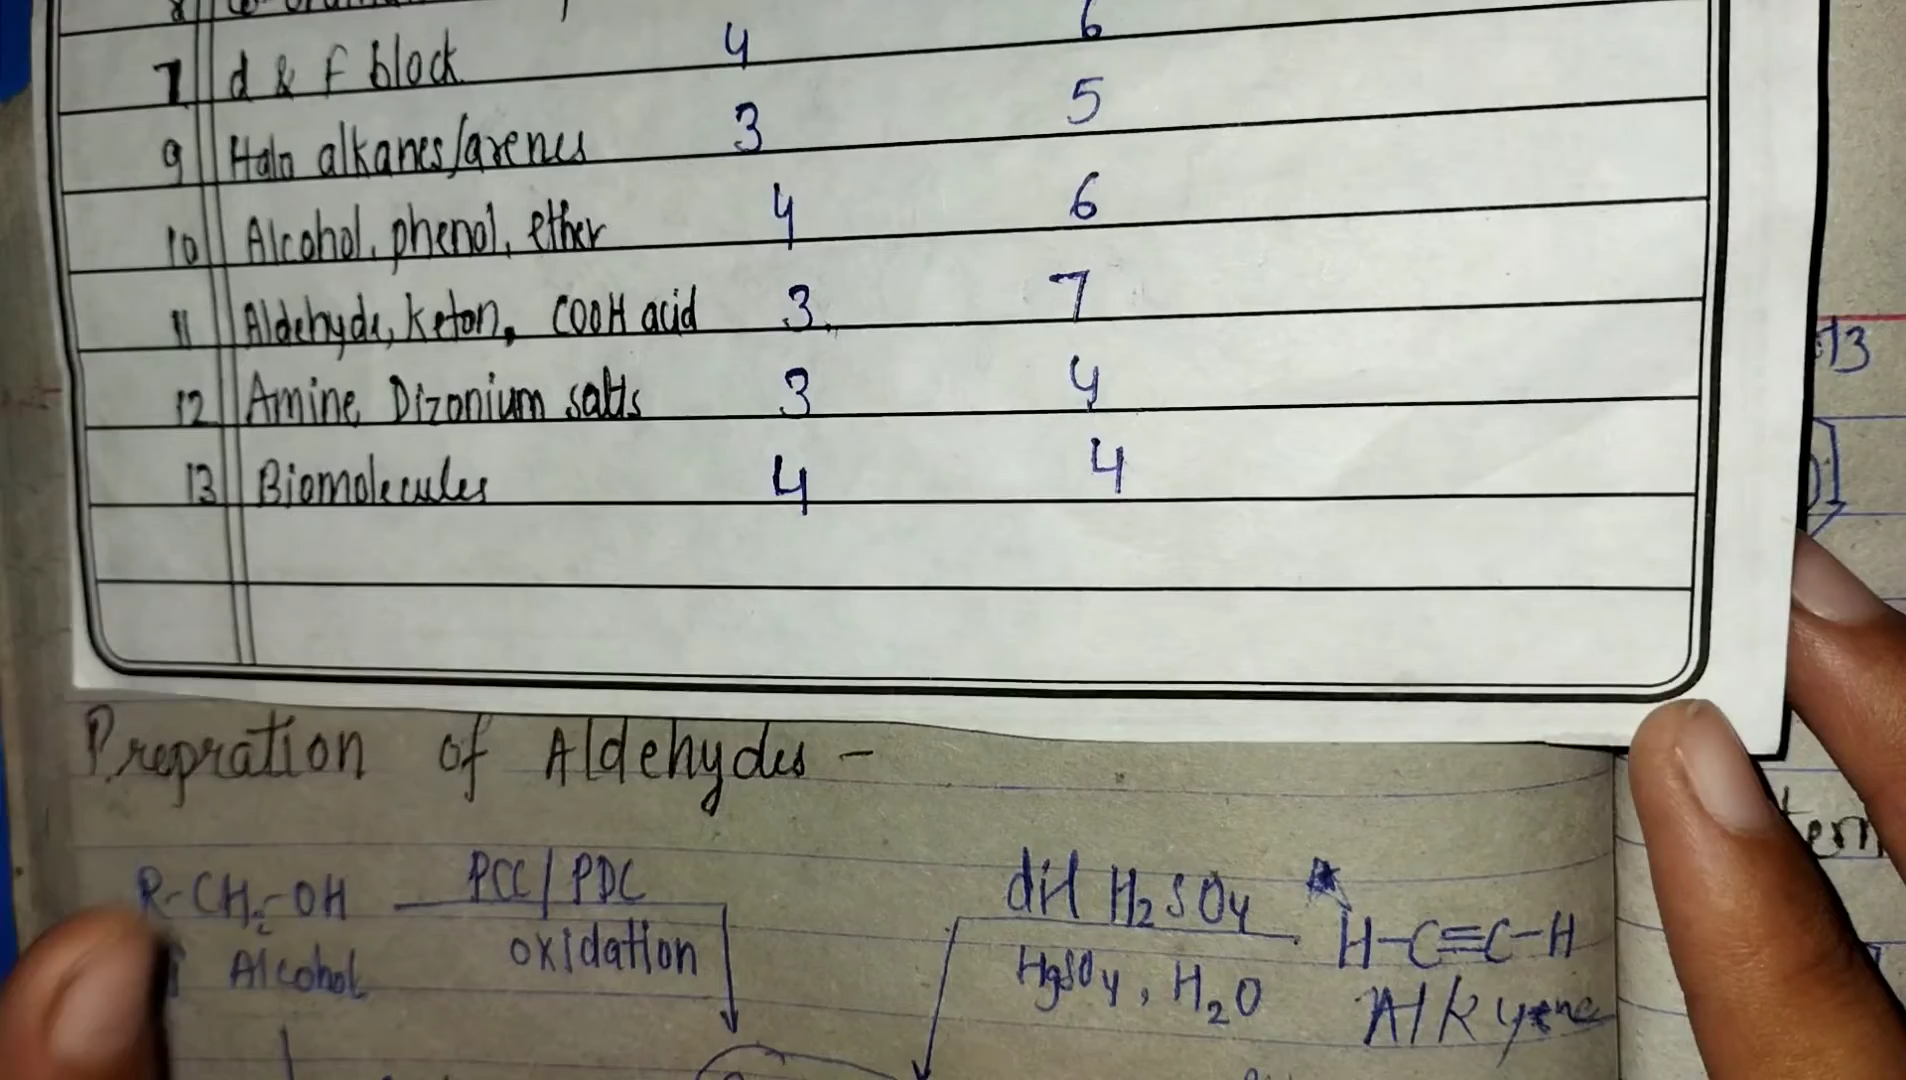 8
7 d & F block 4 6
9 Halo alkanes/arenes 3 5
10 Alcohol, phenol, ether 4 6
11 Aldehyde, keton, COOH acid 3 7
12 Amine Dizonium salts 3 4
13 Biomolecules 4 4
13
Prepration of Aldehydes -
R-CH2-OH PCC/PDC
oxidation
Alcohol
dil H2SO4
HgSO4, H2O
H-C≡C-H
Alkyene